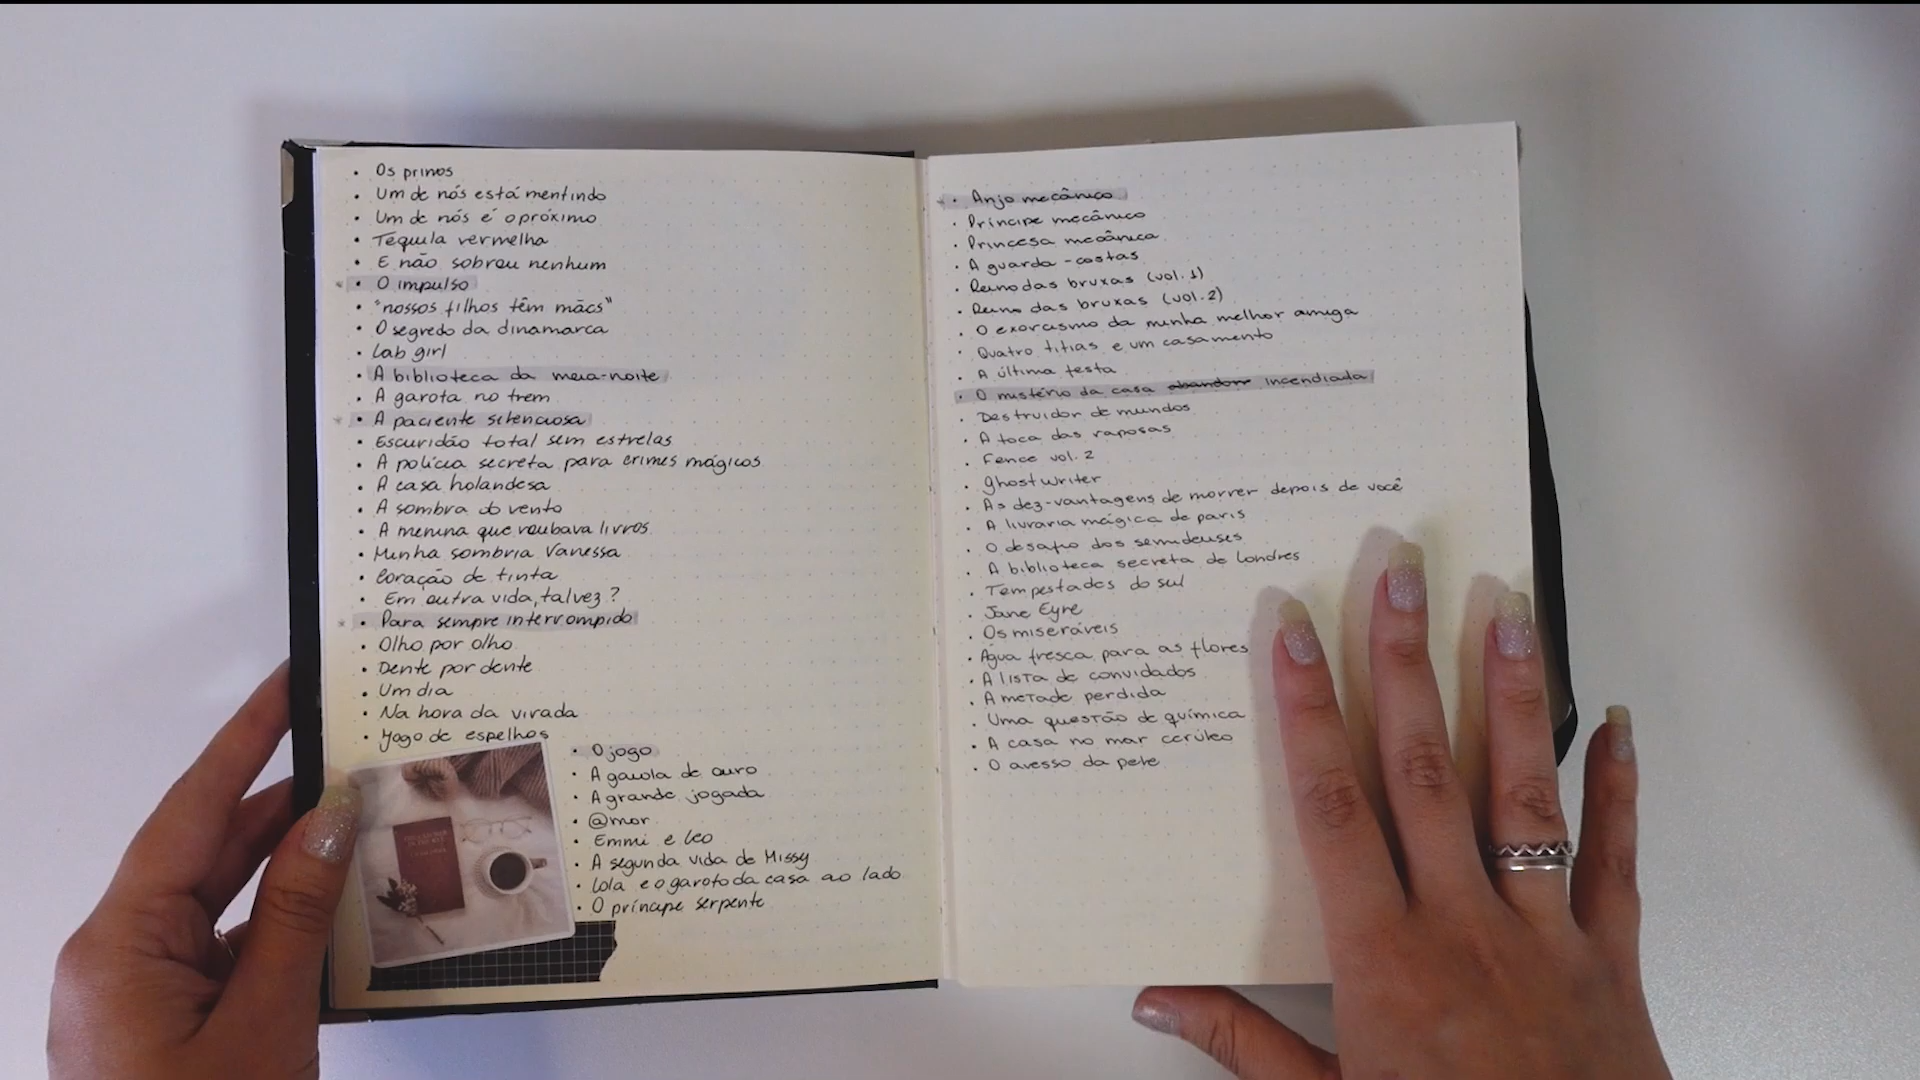 • Os primos
• Um de nós está mentindo
• Um de nós é o próximo
• Tequila vermelha
• E não sobrou nenhum
* • O impulso
• "nossos filhos têm mães"
• O segredo da dinamarca
• Lab girl
• A biblioteca da meia-noite
• A garota no trem
* • A paciente silenciosa
• Escuridão total sem estrelas
• A polícia secreta para crimes mágicos
• A casa holandesa
• A sombra do vento
• A menina que roubava livros
• Minha sombria Vanessa
• Coração de tinta
• Em outra vida, talvez?
* • Para sempre interrompido
• Olho por olho
• Dente por dente
• Um dia
• Na hora da virada
• Jogo de espelhos
• O jogo
• A gaiola de ouro
• A grande jogada
• @mor
• Emmi e Leo
• A segunda vida de Missy
• Lola e o garoto da casa ao lado
• O príncipe serpente
* • Anjo mecânico
• Príncipe mecânico
• Princesa mecânica
• A guarda-costas
• Reino das bruxas (vol. 1)
• Reino das bruxas (vol. 2)
• O exorcismo da minha melhor amiga
• Quatro titias e um casamento
• A última festa
• O mistério da casa abandon incendiada
• Destruidor de mundos
• A toca das raposas
• Fence vol. 2
• Ghostwriter
• As dez-vantagens de morrer depois de você
• A livraria mágica de paris
• O desafio dos semideuses
• A biblioteca secreta de Londres
• Tempestades do sul
• Jane Eyre
• Os miseráveis
• Água fresca para as flores
• A lista de convidados
• A metade perdida
• Uma questão de química
• A casa no mar cerúleo
• O avesso da pele